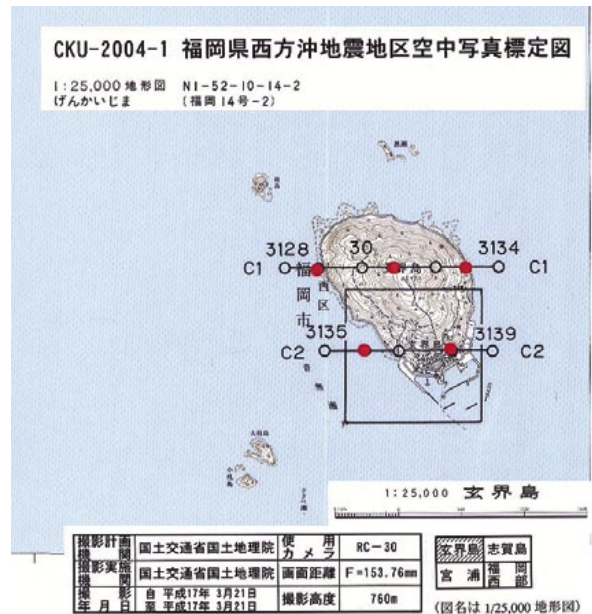 CKU-2004-1 福岡県西方沖地震地区空中写真標定図
1:25,000 地形図 NI-52-10-14-2
げんかいじま (福岡14号-2)
3128 30 3134
C1 C1
福岡市
西区
3135 3139
C2 玄界島 C2
1:25,000 玄界島
撮影計画機関 国土交通省国土地理院 使用カメラ RC-30
撮影実施機関 国土交通省国土地理院 画面距離 F=153.76mm
撮影年月日 自 平成17年 3月21日 至 平成17年 3月21日 撮影高度 760m
玄界島 志賀島
宮浦 福岡西部
(図名は 1/25,000 地形図)